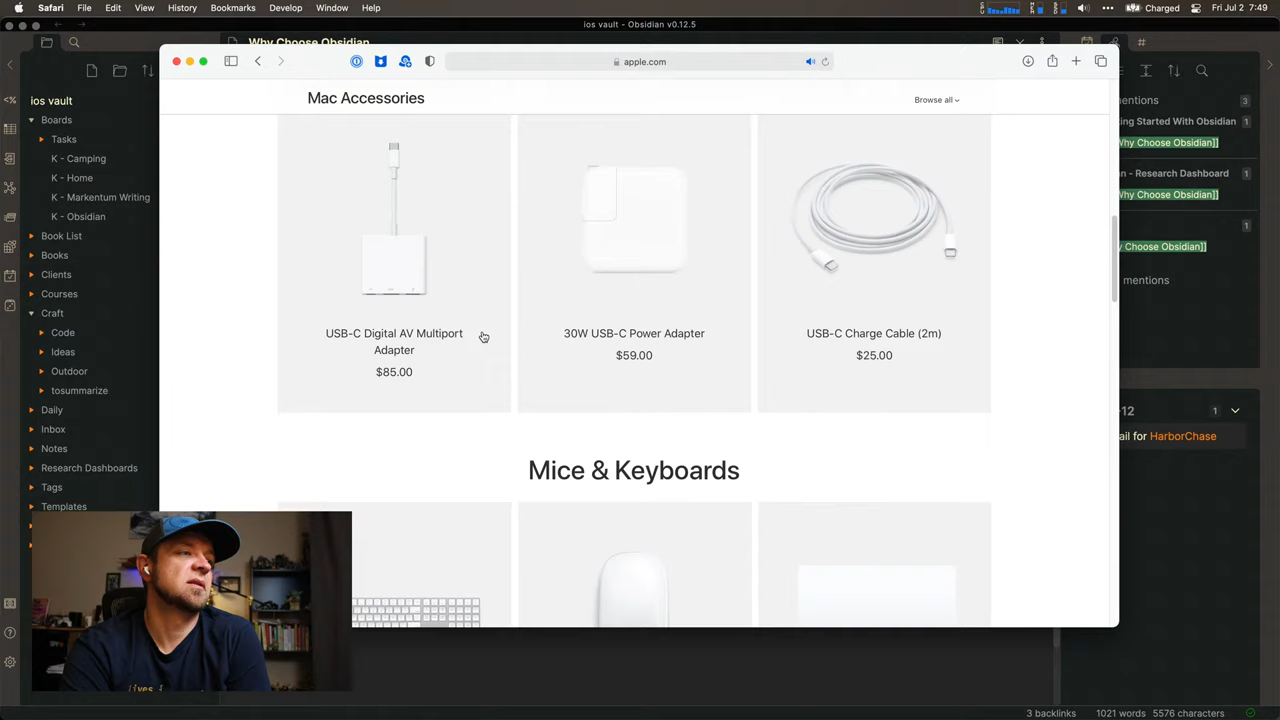 Safari File Edit View History Bookmarks Develop Window Help
Charged Fri Jul 2 7:49
ios vault - Obsidian v0.12.5
Why Choose Obsidian
apple.com
Mac Accessories
Browse all
USB-C Digital AV Multiport
Adapter
$85.00
30W USB-C Power Adapter
$59.00
USB-C Charge Cable (2m)
$25.00
Mice & Keyboards
ios vault
Boards
Tasks
K - Camping
K - Home
K - Markentum Writing
K - Obsidian
Book List
Books
Clients
Courses
Craft
Code
Ideas
Outdoor
tosummarize
Daily
Inbox
Notes
Research Dashboards
Tags
Templates
mentions 3
ing Started With Obsidian 1
Why Choose Obsidian]]
an - Research Dashboard 1
Why Choose Obsidian]]
1
y Choose Obsidian]]
mentions
-12 1
ail for HarborChase
3 backlinks 1021 words 5576 characters